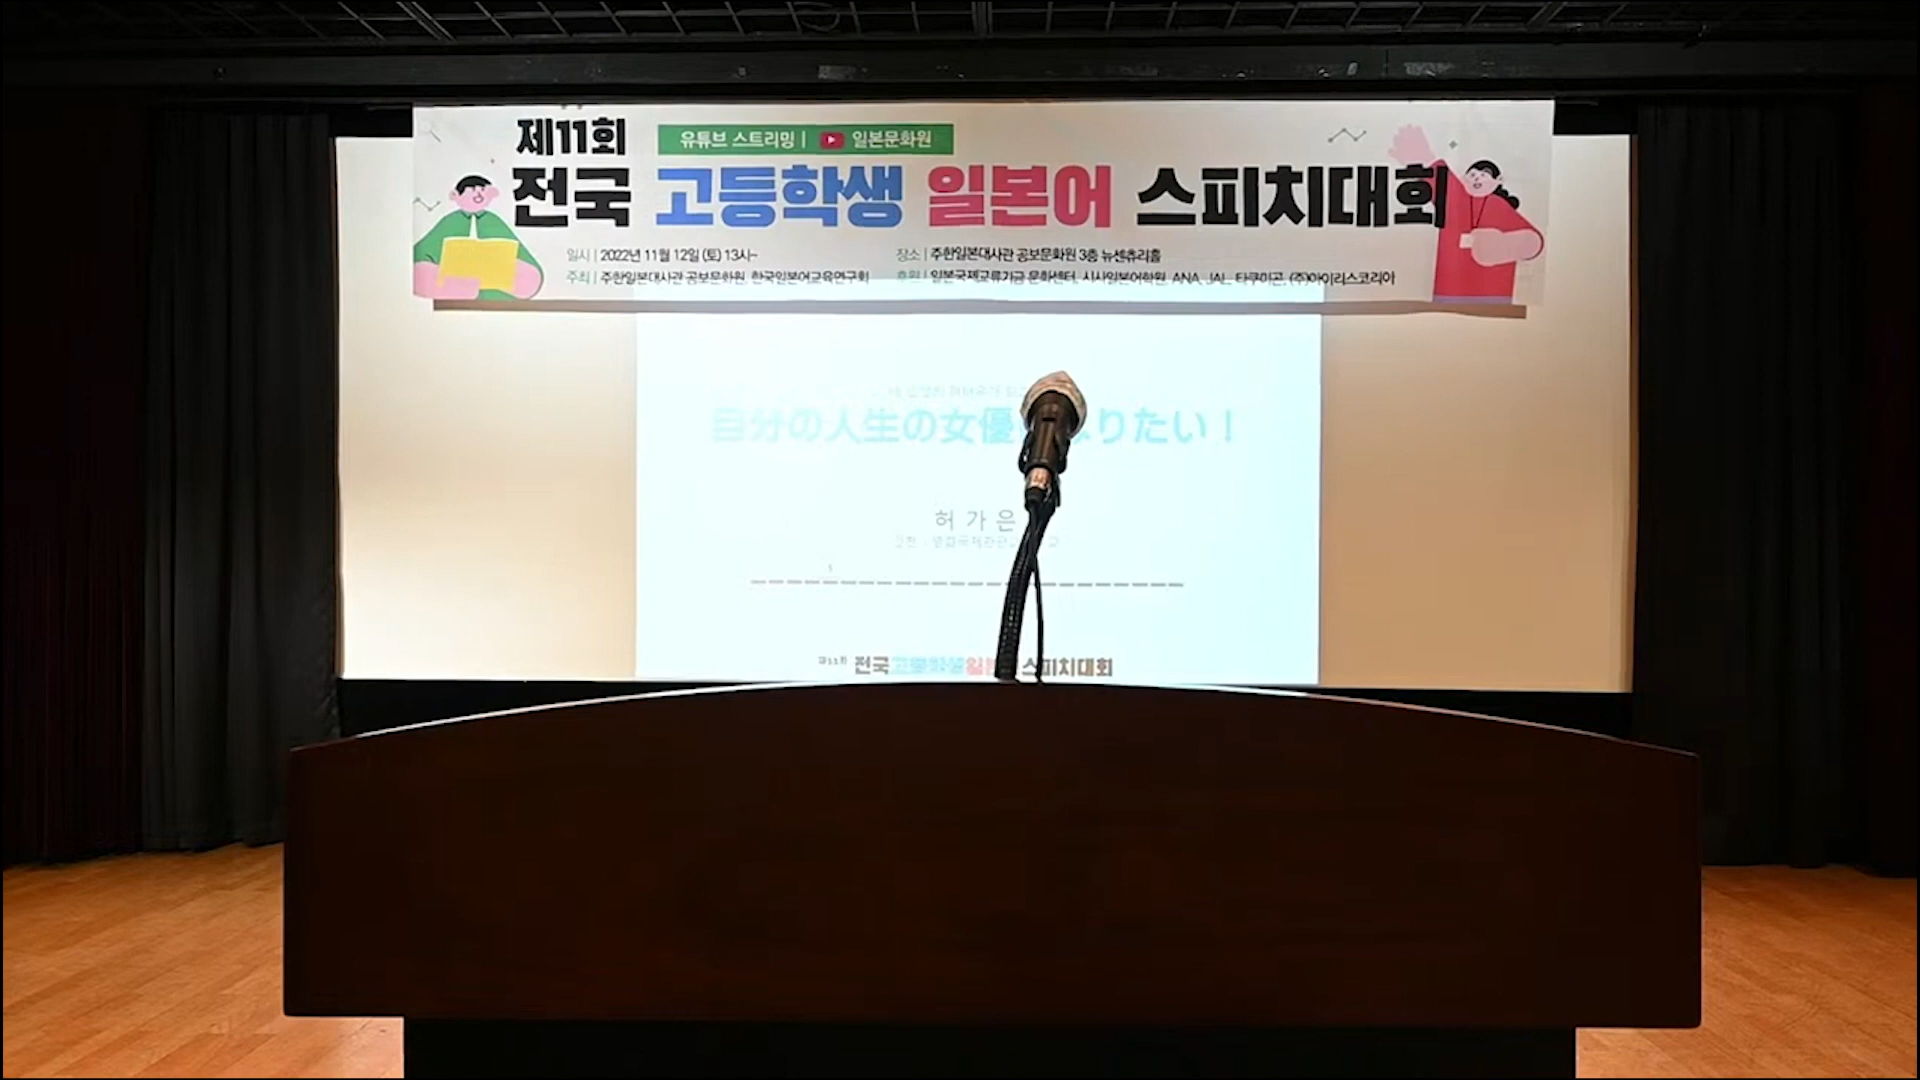 제11회
유튜브 스트리밍 | 일본문화원
전국 고등학생 일본어 스피치대회
일시 | 2022년 11월 12일 (토) 13시~
장소 | 주한일본대사관 공보문화원 3층 뉴센츄리홀
주최 | 주한일본대사관 공보문화원, 한국일본어교육연구회
후원 | 일본국제교류기금 문화센터, 시사일본어학원, ANA, JAL, 타쿠미곤, (주)아이리스코리아
自分の人生の女優 りたい！
허가은
제11회 전국고등학생일본 스피치대회